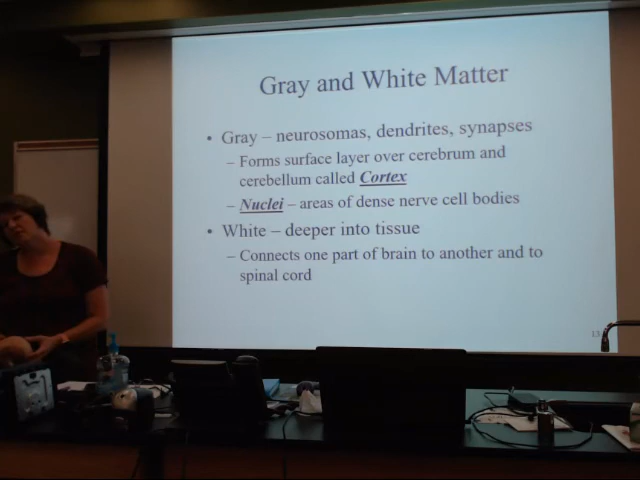 Gray and White Matter
• Gray – neurosomas, dendrites, synapses
– Forms surface layer over cerebrum and
cerebellum called Cortex
– Nuclei – areas of dense nerve cell bodies
• White – deeper into tissue
– Connects one part of brain to another and to
spinal cord